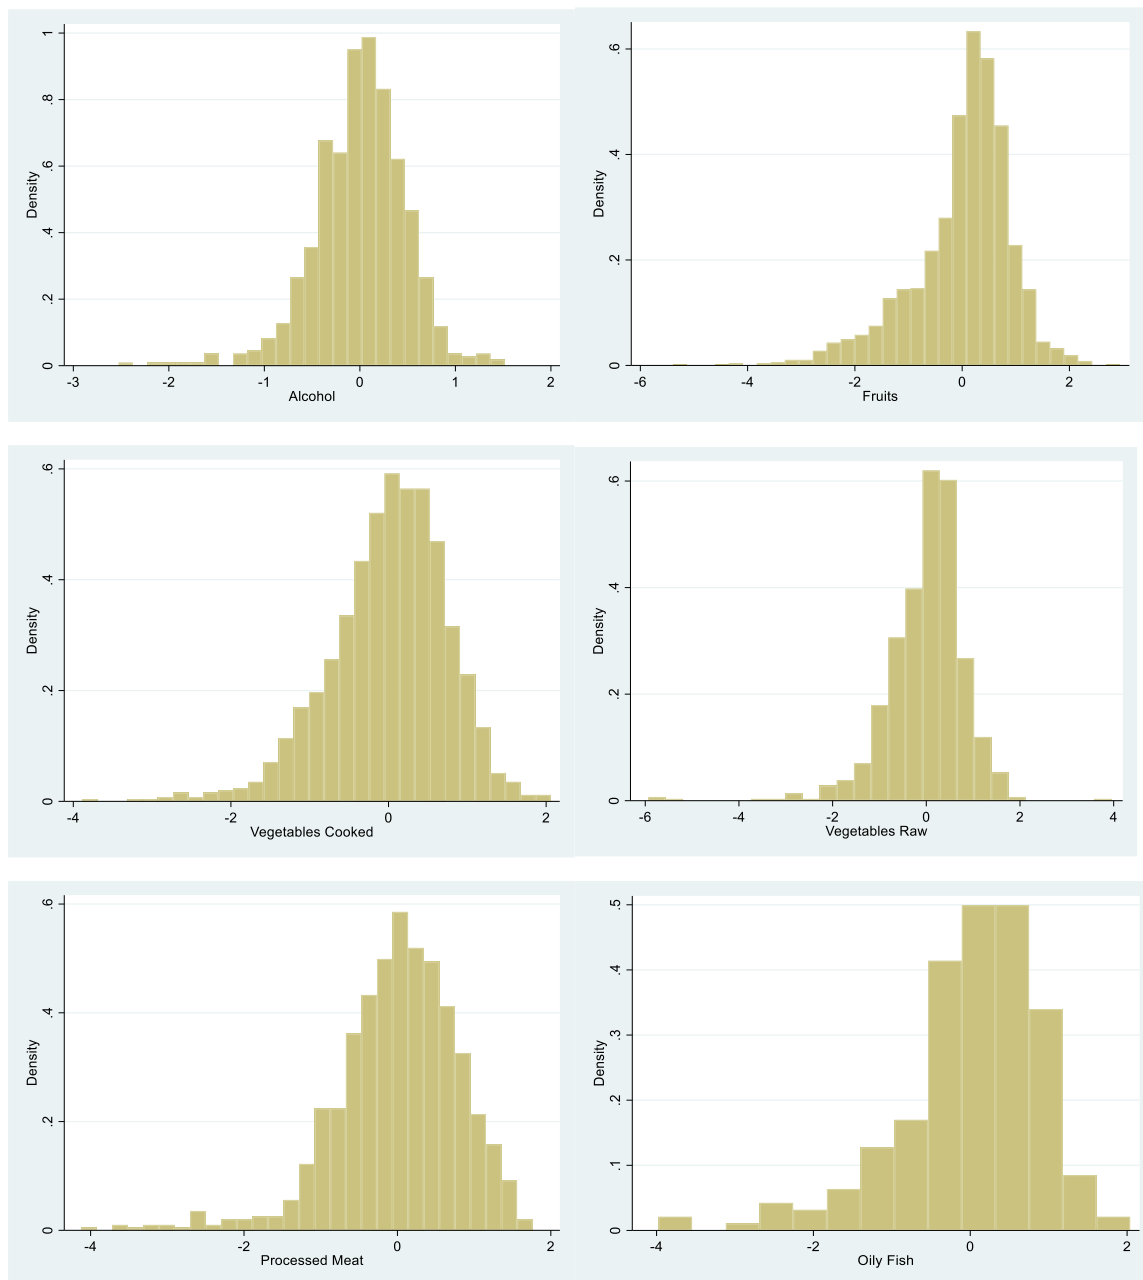 Density
0 .2 .4 .6 .8 1
-3 -2 -1 0 1 2
Alcohol
Density
0 .2 .4 .6
-6 -4 -2 0 2
Fruits
Density
0 .2 .4 .6
-4 -2 0 2
Vegetables Cooked
Density
0 .2 .4 .6
-6 -4 -2 0 2 4
Vegetables Raw
Density
0 .2 .4 .6
-4 -2 0 2
Processed Meat
Density
0 .1 .2 .3 .4 .5
-4 -2 0 2
Oily Fish